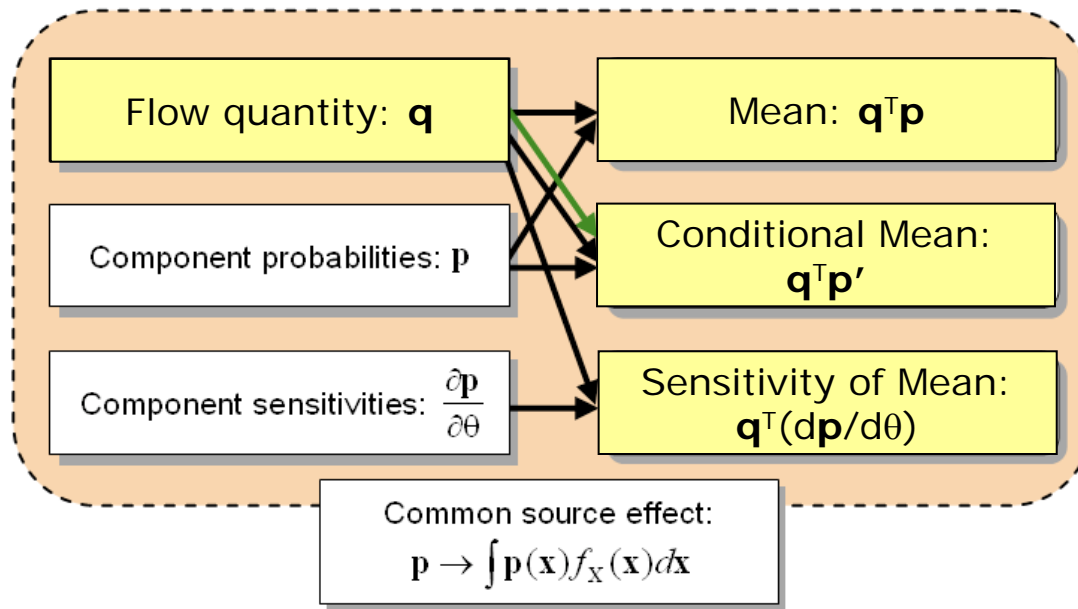 Flow quantity: q
Mean: qᵀp
Component probabilities: p
Conditional Mean:
qᵀp’
Component sensitivities: ∂p/∂θ
Sensitivity of Mean:
qᵀ(dp/dθ)
Common source effect:
p → ∫p(x)f_X(x)dx